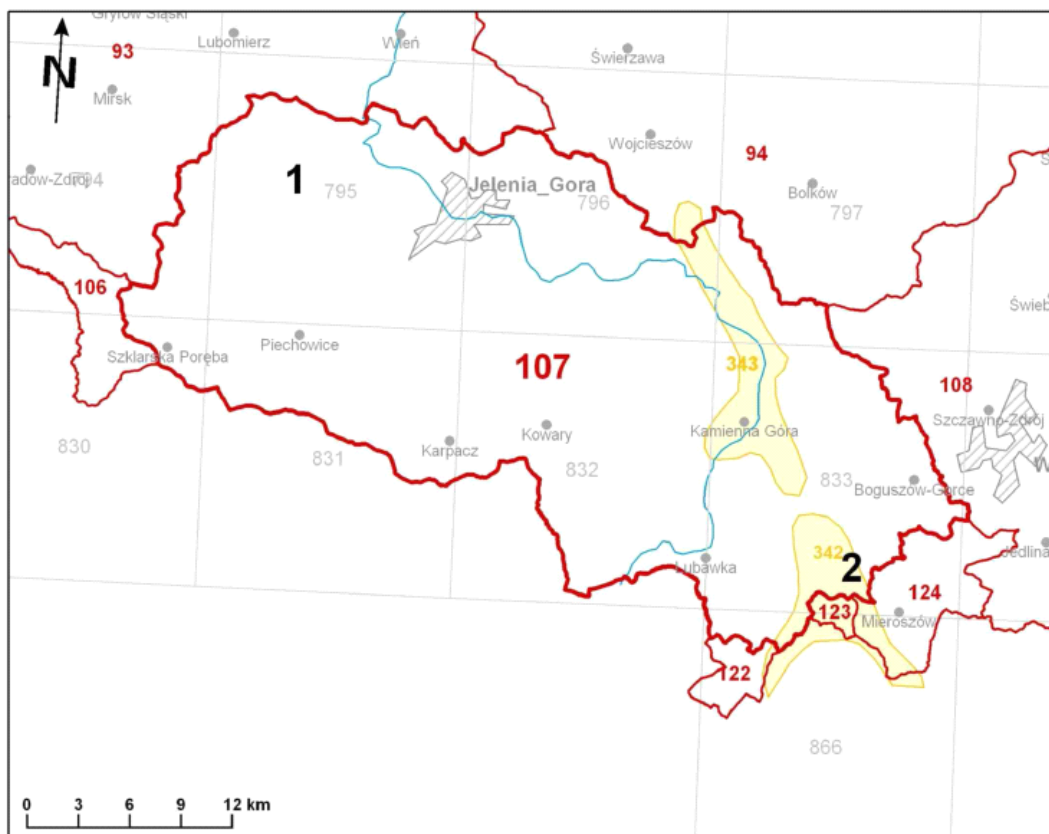 Gryfów Śląski
93
Lubomierz
Wleń
Świerzawa
N
Mirsk
Wojcieszów
94
1
795
Jelenia_Gora
796
Bolków
797
794
106
107
Szklarska Poręba
Piechowice
343
108
Szczawno-Zdrój
Kowary
Kamienna Góra
Karpacz
830
831
832
833
Boguszów-Gorce
342
2
Lubawka
124
123
Mieroszów
Jedlina
122
866
0 3 6 9 12 km